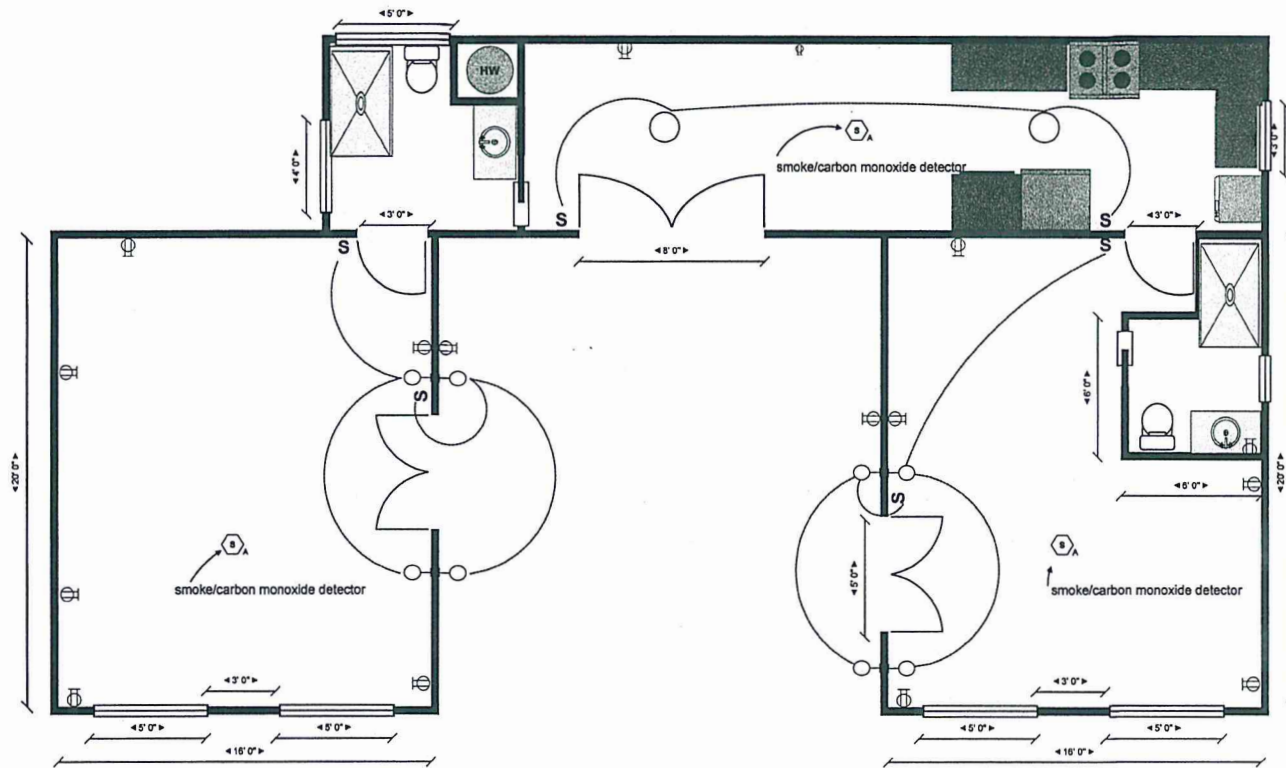 5' 0"
HW
4' 0"
3' 0"
S
A
smoke/carbon monoxide detector
3' 0"
S
S
8' 0"
S
S
3' 0"
20' 0"
S
6' 0"
S
6' 0"
20' 0"
S
A
smoke/carbon monoxide detector
5' 0"
S
A
smoke/carbon monoxide detector
3' 0"
3' 0"
5' 0"
5' 0"
5' 0"
5' 0"
16' 0"
16' 0"